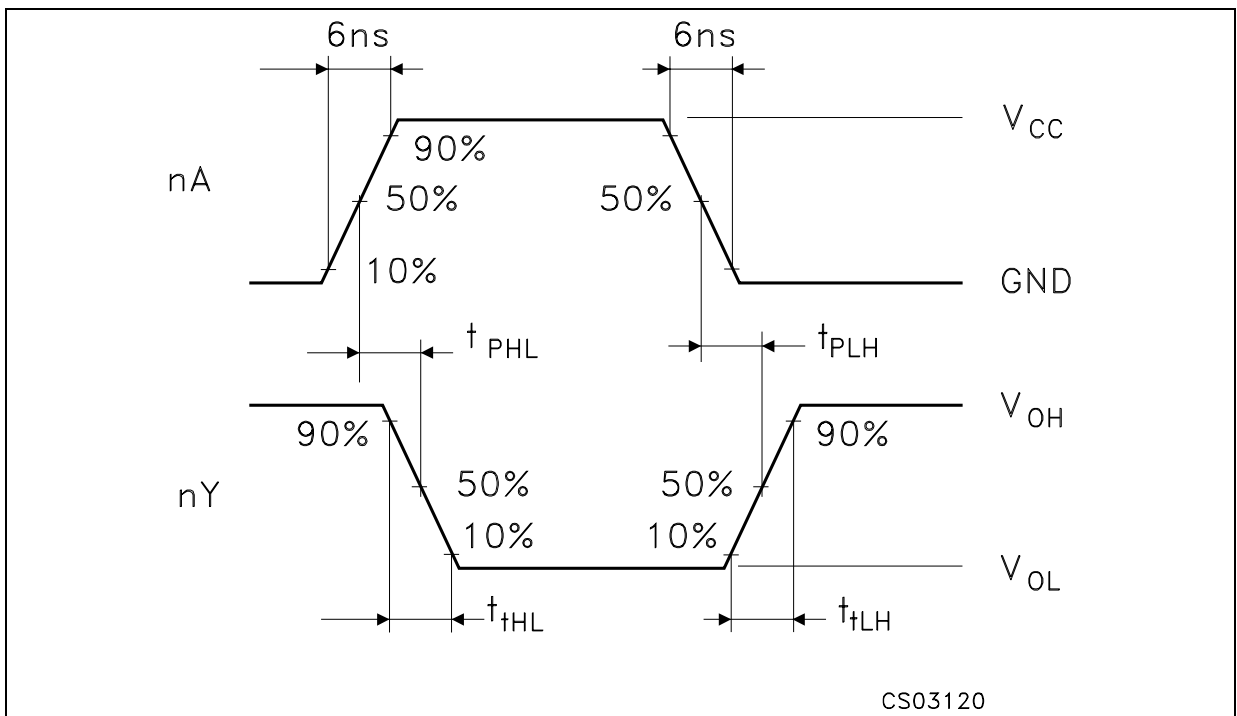 6ns 6ns
V CC
90%
nA
50% 50%
10%
GND
t PHL t PLH
V OH
90% 90%
nY
50% 50%
10% 10%
V OL
t tHL t tLH
CS03120